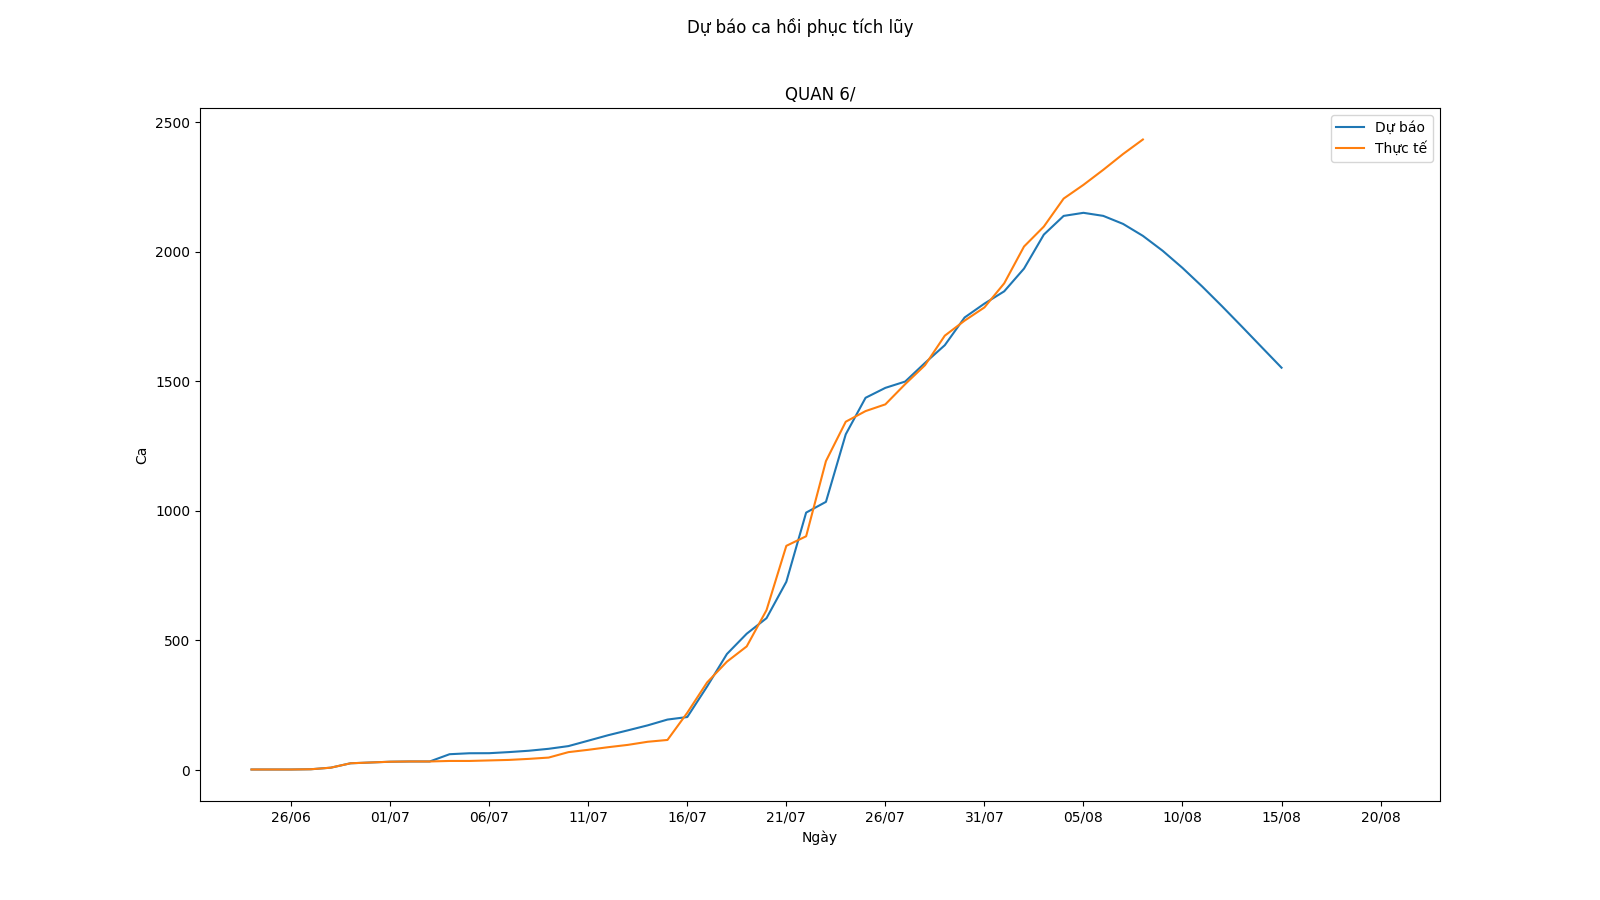 Dự báo ca hồi phục tích lũy
QUAN 6/
Dự báo
Thực tế
2500
2000
1500
1000
500
0
Ca
26/06 01/07 06/07 11/07 16/07 21/07 26/07 31/07 05/08 10/08 15/08 20/08
Ngày